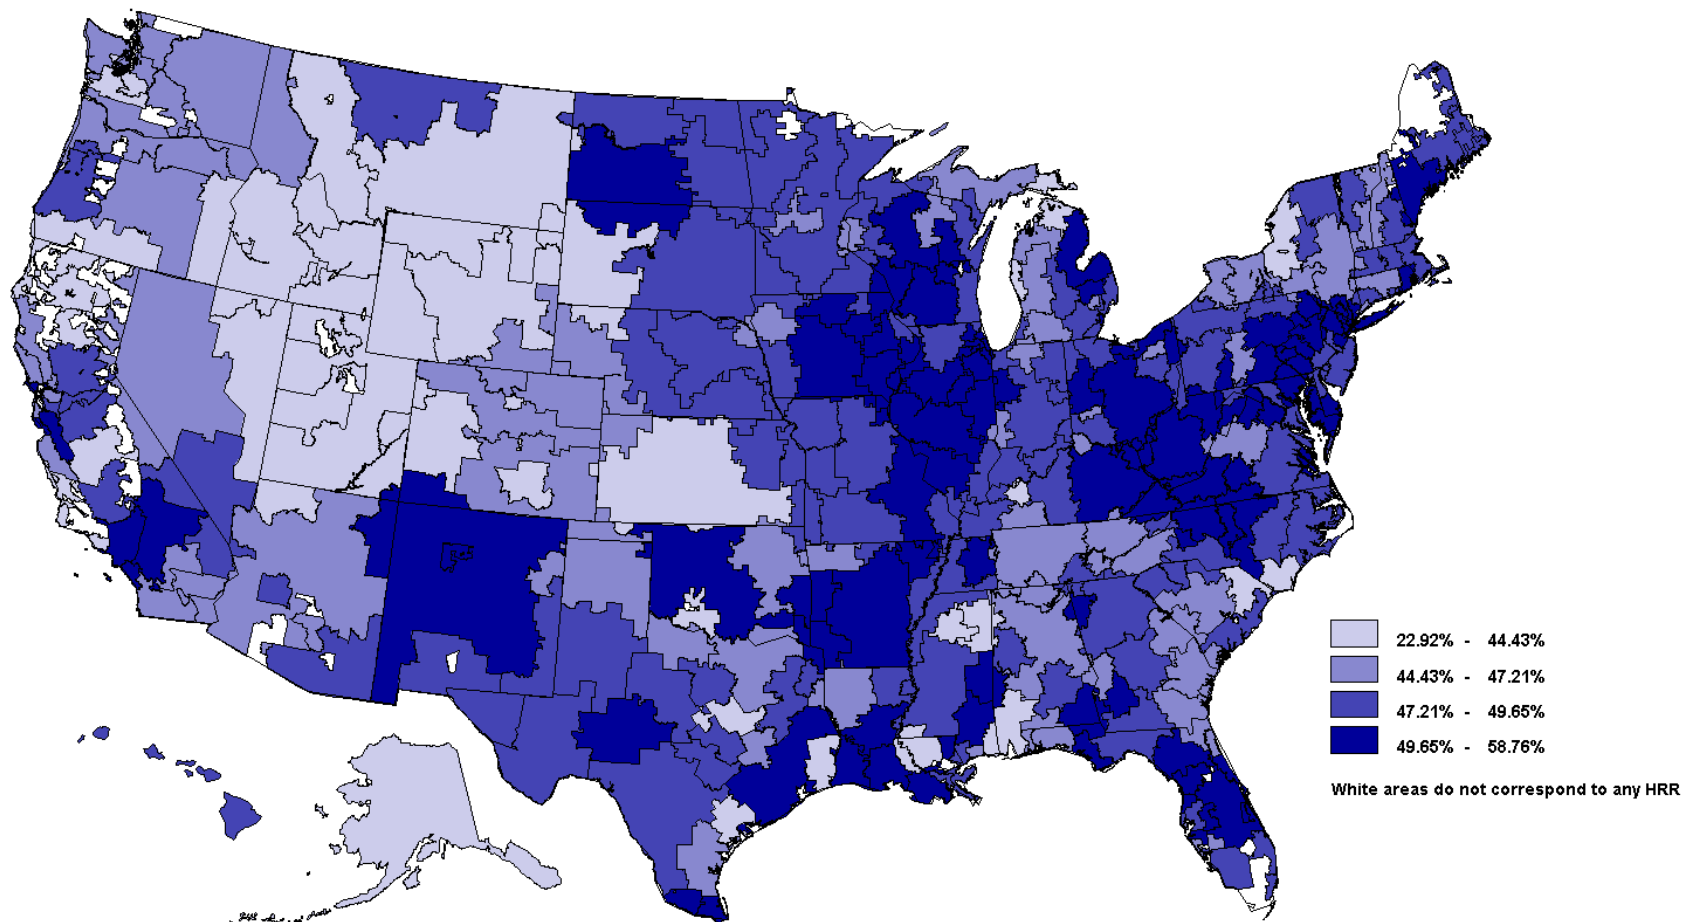 22.92% - 44.43%
44.43% - 47.21%
47.21% - 49.65%
49.65% - 58.76%
White areas do not correspond to any HRR